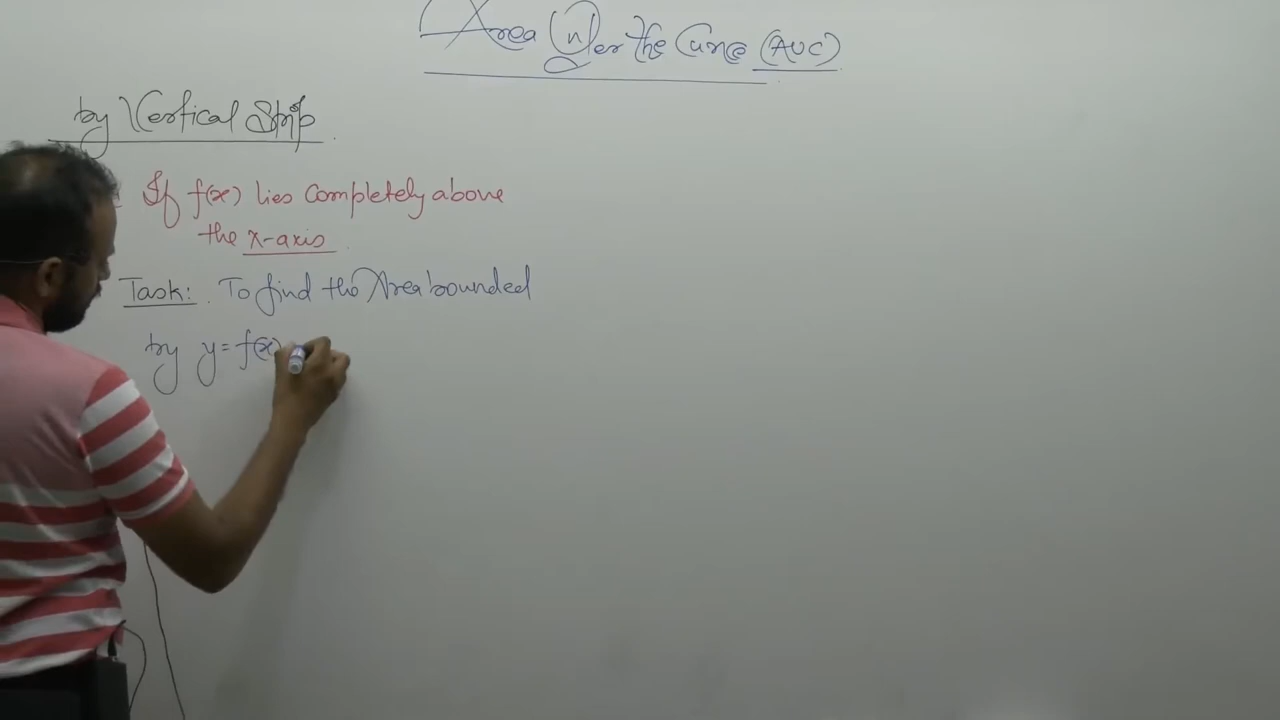 Area Under the Curve (AUC)
by Vertical Strip
If f(x) lies Completely above
the x-axis.
Task: To find the Area bounded
by y = f(x)